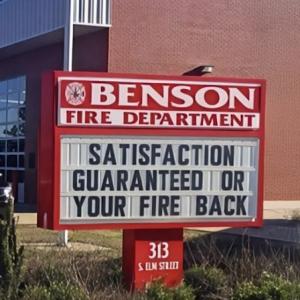 BENSON
FIRE DEPARTMENT
SATISFACTION
GUARANTEED OR
YOUR FIRE BACK
313
S. ELM STREET